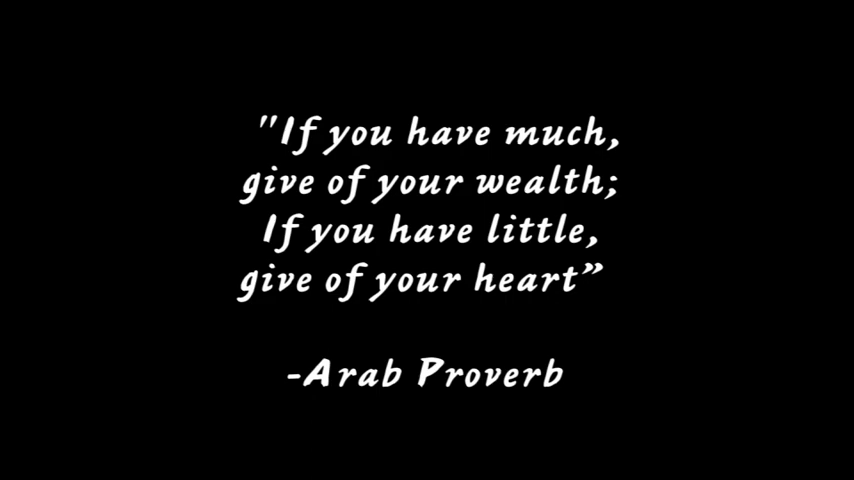 "If you have much,
give of your wealth;
If you have little,
give of your heart”
-Arab Proverb